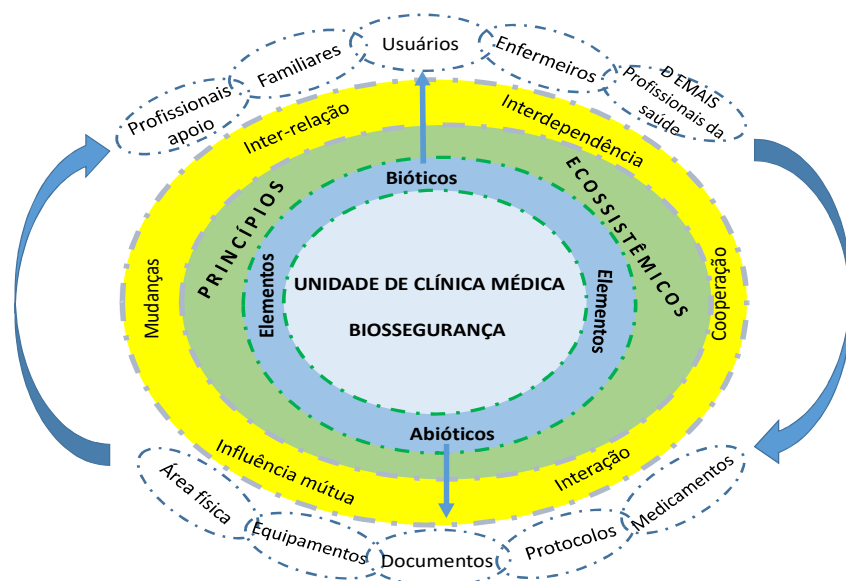 Profissionais
apoio
Familiares
Usuários
Enfermeiros
D EMAIS
Profissionais da
saúde
Inter-relação
Interdependência
Mudanças
Cooperação
Influência mútua
Interação
PRINCÍPIOS
ECOSSISTÊMICOS
Bióticos
Elementos
Elementos
Abióticos
UNIDADE DE CLÍNICA MÉDICA
BIOSSEGURANÇA
Área física
Equipamentos
Documentos
Protocolos
Medicamentos